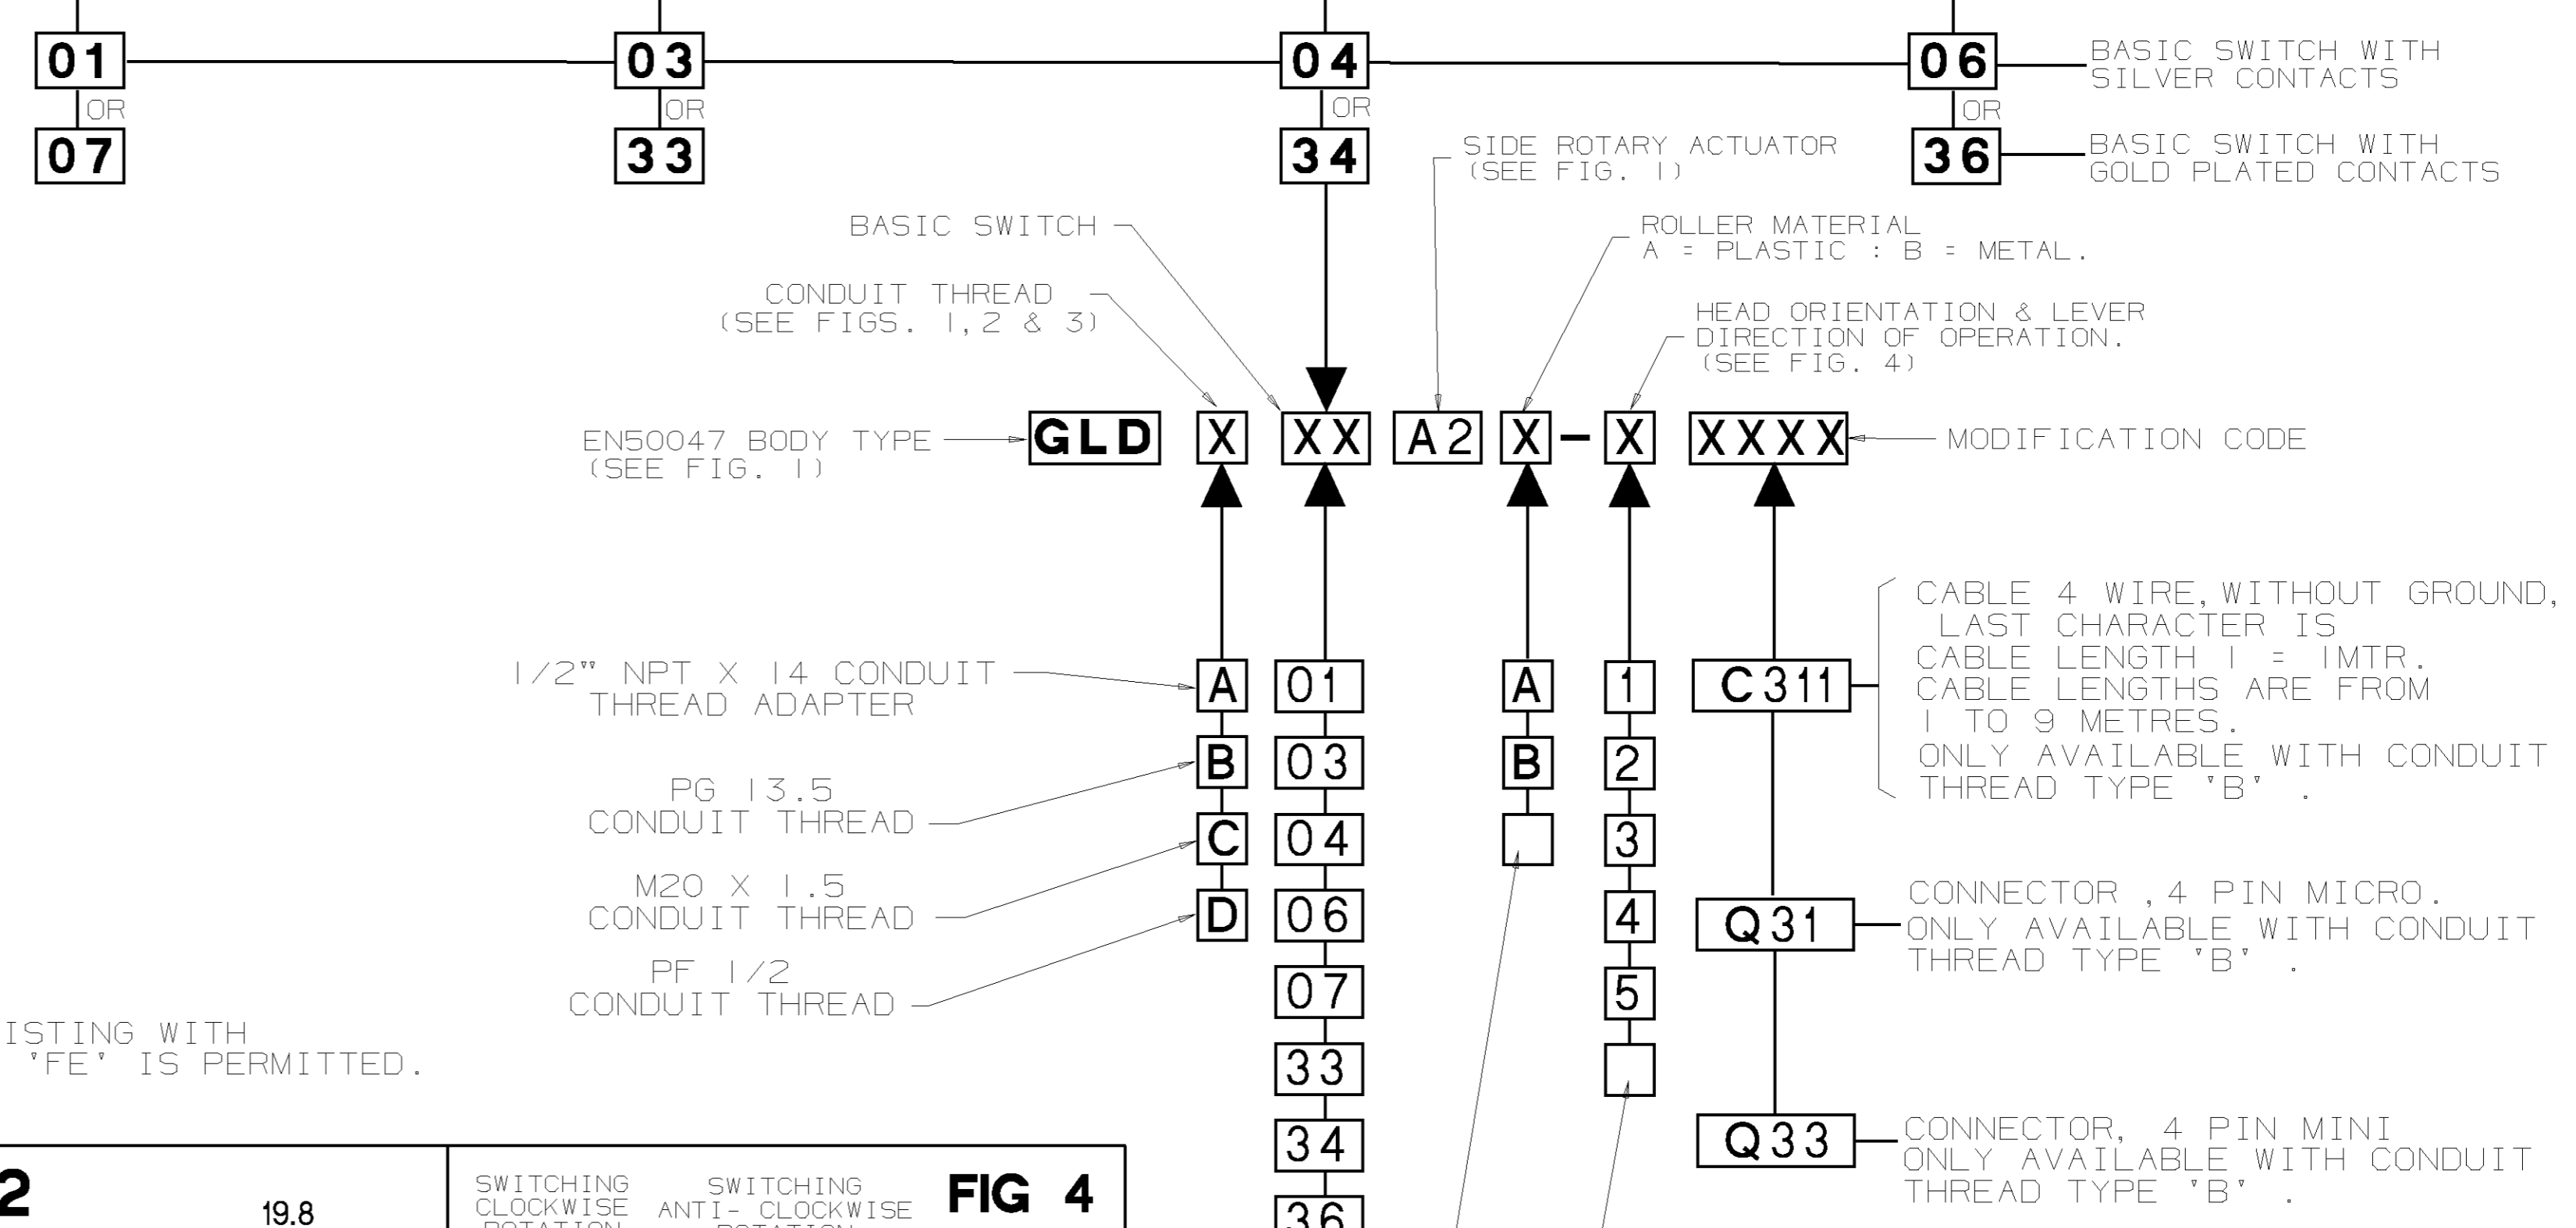 01
03
04
06
BASIC SWITCH WITH
SILVER CONTACTS
OR
OR
OR
OR
07
33
34
36
BASIC SWITCH WITH
GOLD PLATED CONTACTS
SIDE ROTARY ACTUATOR
(SEE FIG. 1)
BASIC SWITCH
ROLLER MATERIAL
A = PLASTIC : B = METAL.
CONDUIT THREAD
(SEE FIGS. 1,2 & 3)
HEAD ORIENTATION & LEVER
DIRECTION OF OPERATION.
(SEE FIG. 4)
EN50047 BODY TYPE
(SEE FIG. 1)
GLD X XX A2 X - X XXXX
MODIFICATION CODE
1/2" NPT X 14 CONDUIT
THREAD ADAPTER
PG 13.5
CONDUIT THREAD
M20 X 1.5
CONDUIT THREAD
PF 1/2
CONDUIT THREAD
A
B
C
D
01
03
04
06
07
33
34
36
A
B
1
2
3
4
5
C311
CABLE 4 WIRE, WITHOUT GROUND,
LAST CHARACTER IS
CABLE LENGTH 1 = 1MTR.
CABLE LENGTHS ARE FROM
1 TO 9 METRES.
ONLY AVAILABLE WITH CONDUIT
THREAD TYPE 'B' .
Q31
CONNECTOR ,4 PIN MICRO.
ONLY AVAILABLE WITH CONDUIT
THREAD TYPE 'B' .
Q33
CONNECTOR, 4 PIN MINI
ONLY AVAILABLE WITH CONDUIT
THREAD TYPE 'B' .
ISTING WITH
'FE' IS PERMITTED.
2
19.8
SWITCHING
CLOCKWISE
ROTATION
SWITCHING
ANTI- CLOCKWISE
ROTATION
FIG 4